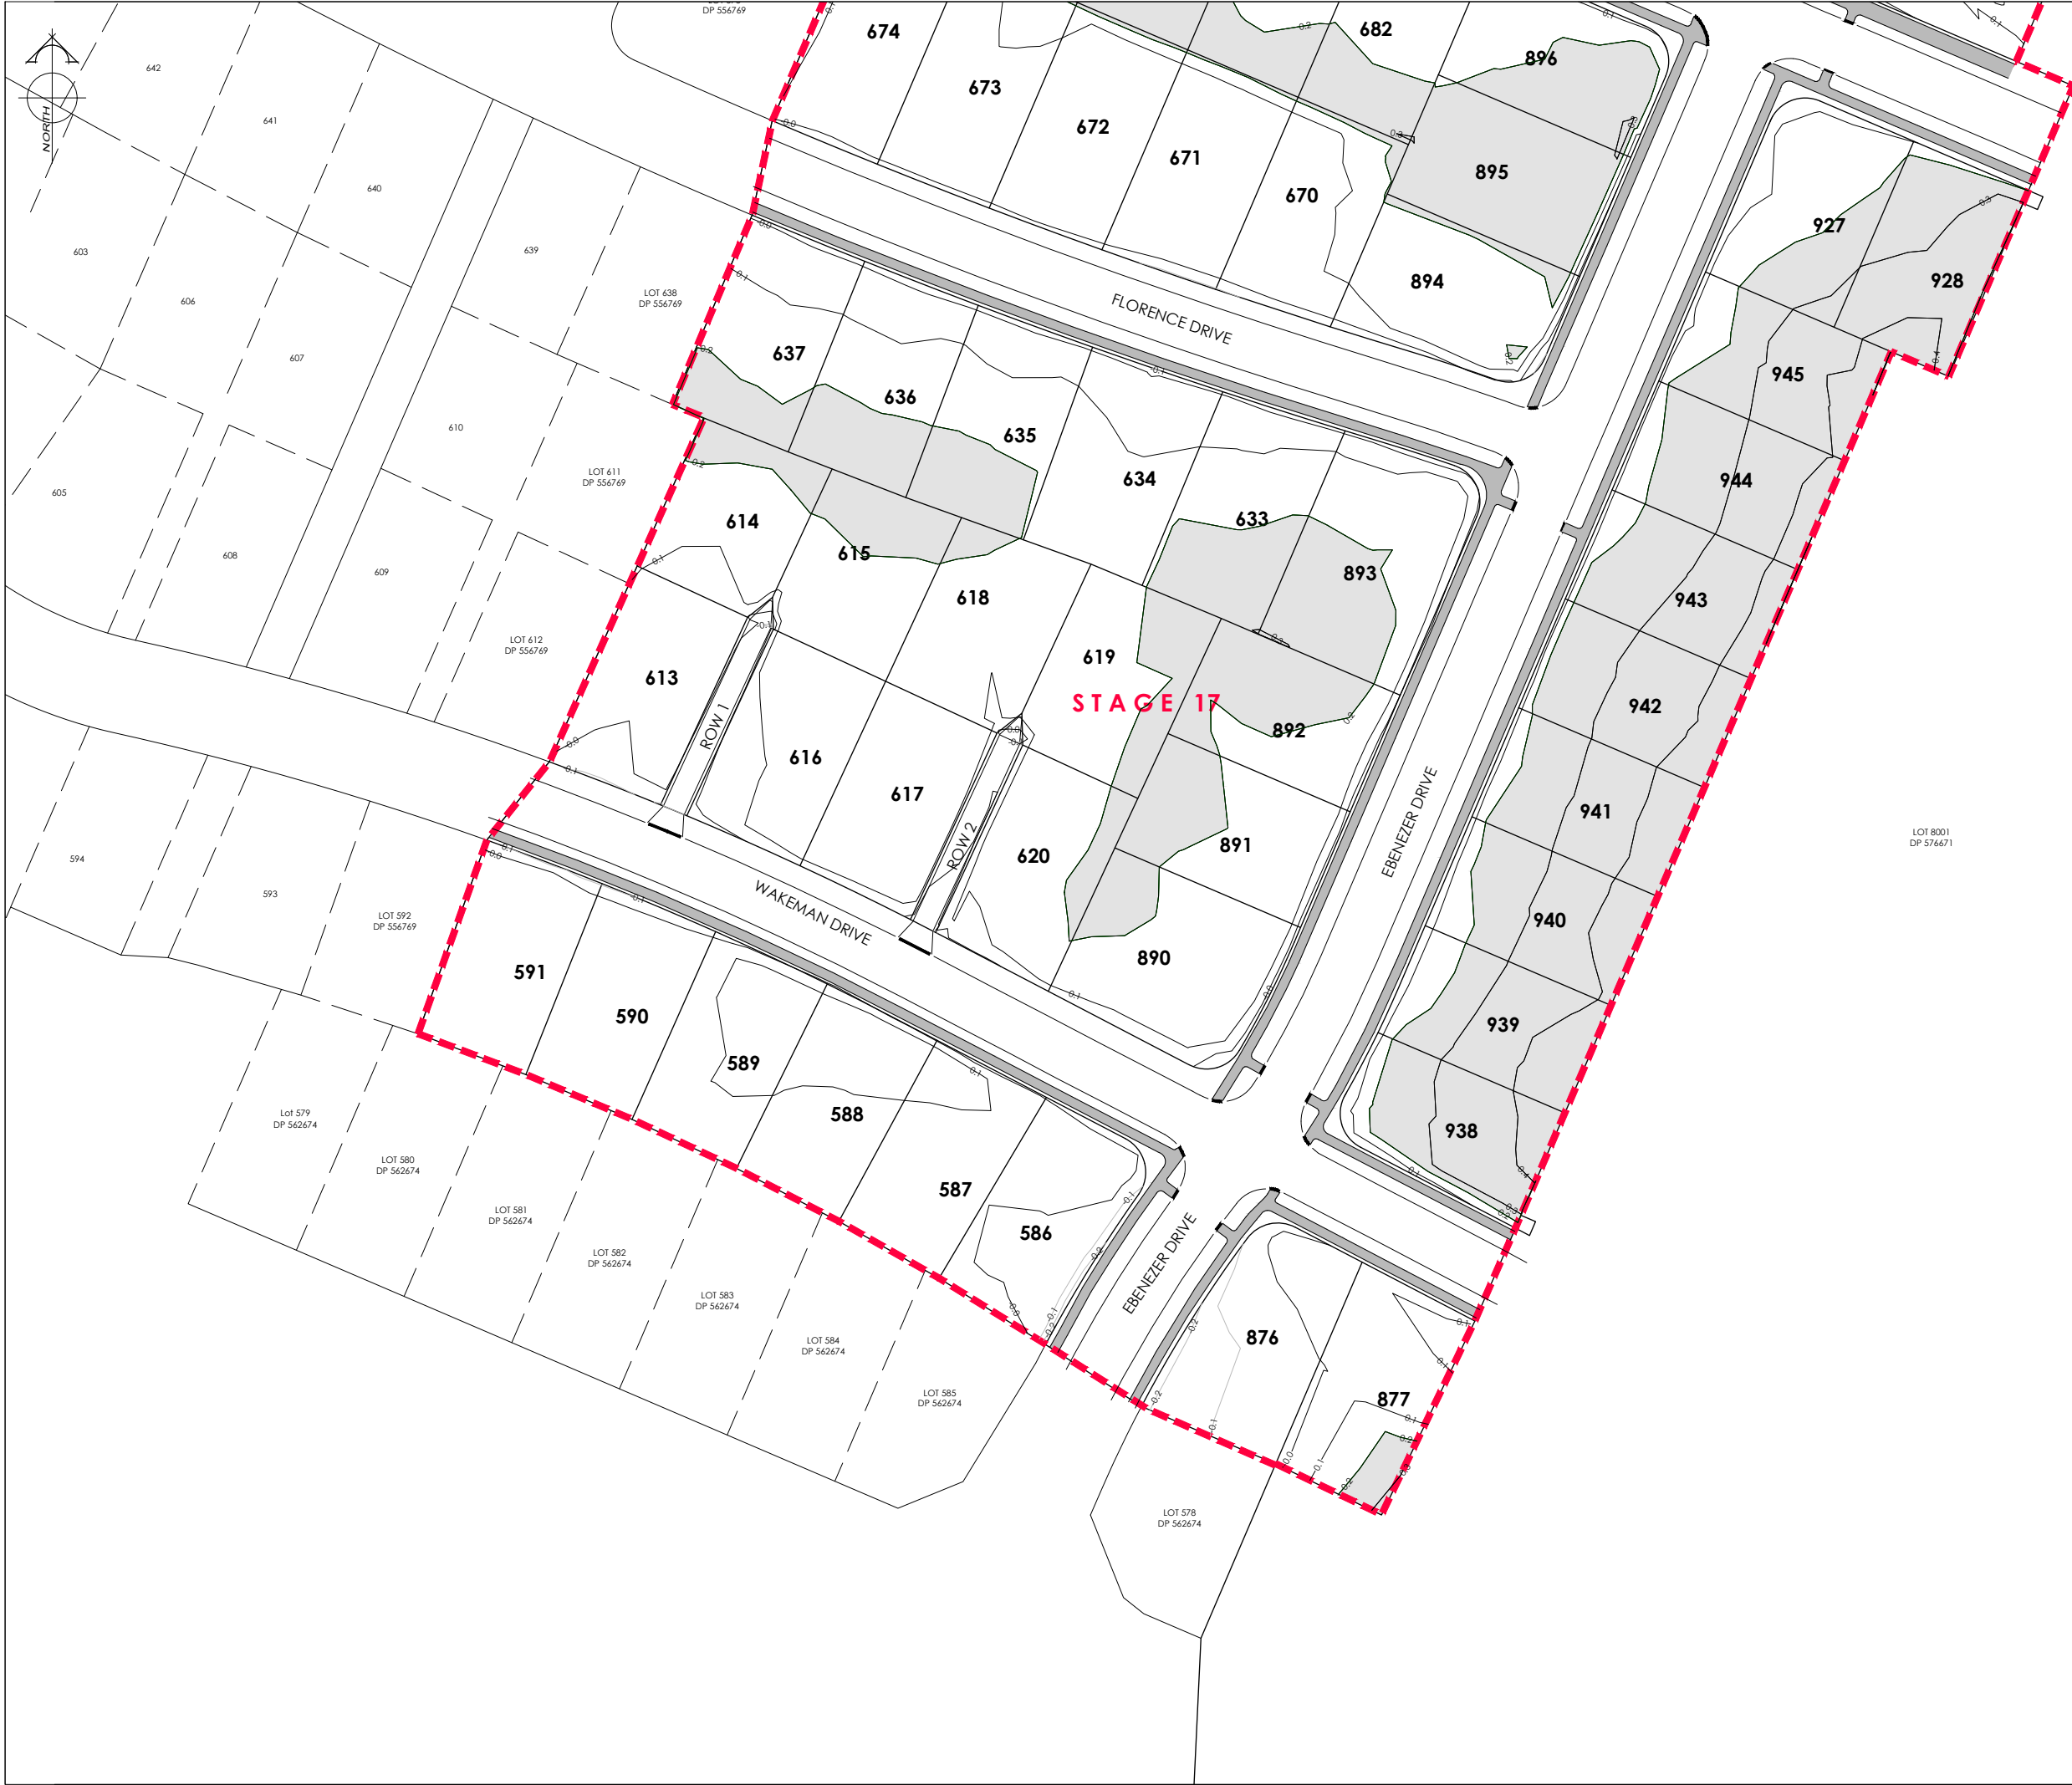 DP 556769
NORTH
642
641
640
639
603
606
607
605
608
609
610
LOT 638
DP 556769
LOT 611
DP 556769
LOT 612
DP 556769
594
593
LOT 592
DP 556769
674
673
672
671
670
682
896
895
894
FLORENCE DRIVE
927
928
637
636
635
634
633
893
945
944
943
942
941
940
939
938
614
615
618
619
613
ROW 1
616
617
ROW 2
620
STAGE 17
892
891
890
EBENEZER DRIVE
WAKEMAN DRIVE
LOT 8001
DP 576671
591
590
589
588
587
586
EBENEZER DRIVE
876
877
Lot 579
DP 562674
LOT 580
DP 562674
LOT 581
DP 562674
LOT 582
DP 562674
LOT 583
DP 562674
LOT 584
DP 562674
LOT 585
DP 562674
LOT 578
DP 562674